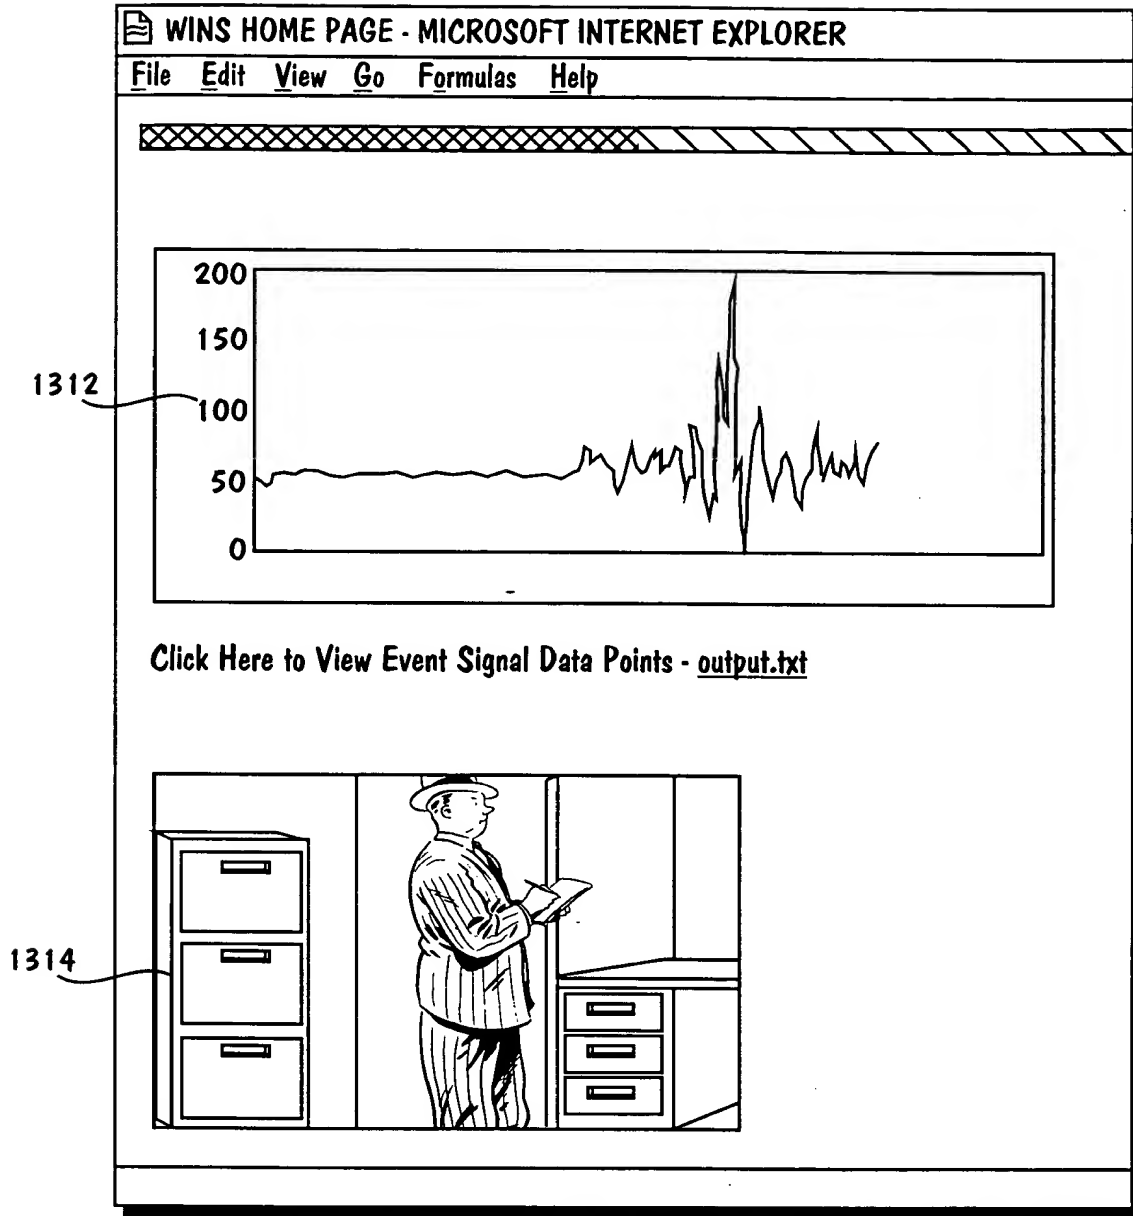 WINS HOME PAGE - MICROSOFT INTERNET EXPLORER
File Edit View Go Formulas Help
200
150
1312
100
50
0
Click Here to View Event Signal Data Points - output.txt
1314